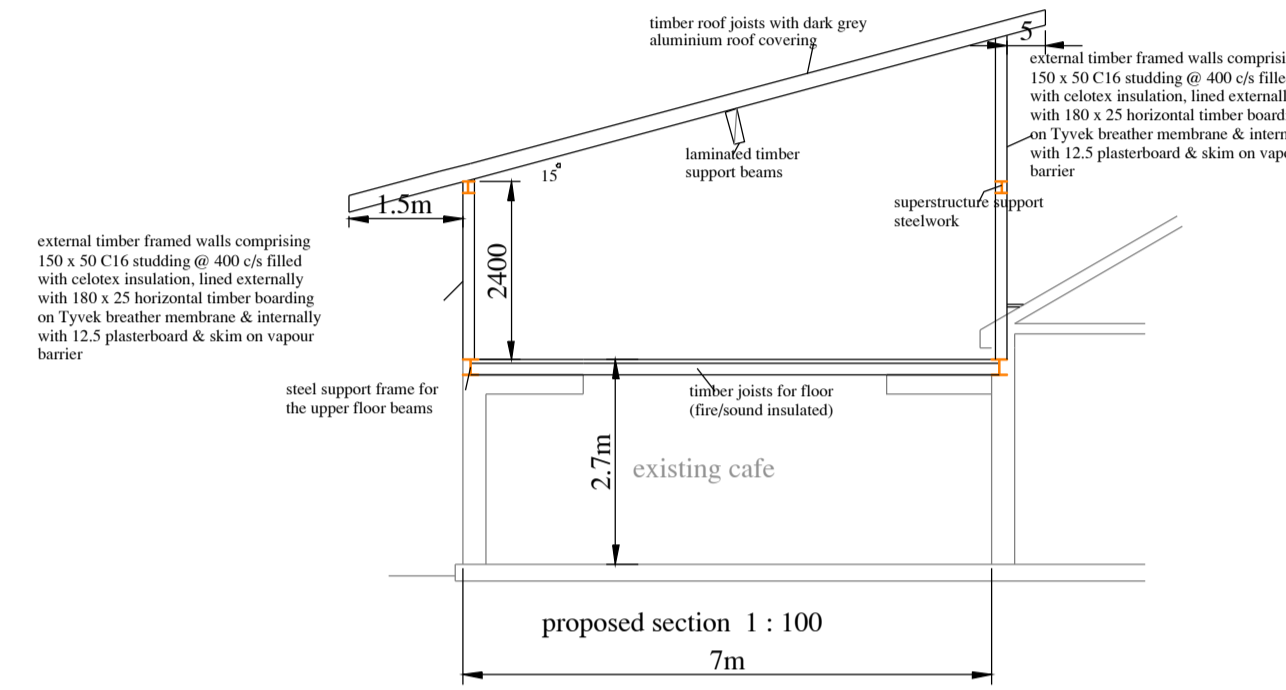 timber roof joists with dark grey
aluminium roof covering
5
external timber framed walls comprisi
150 x 50 C16 studding @ 400 c/s fille
with celotex insulation, lined externall
with 180 x 25 horizontal timber board
on Tyvek breather membrane & intern
with 12.5 plasterboard & skim on vap
barrier
laminated timber
support beams
15°
superstructure support
steelwork
1.5m
external timber framed walls comprising
150 x 50 C16 studding @ 400 c/s filled
with celotex insulation, lined externally
with 180 x 25 horizontal timber boarding
on Tyvek breather membrane & internally
with 12.5 plasterboard & skim on vapour
barrier
2400
steel support frame for
the upper floor beams
timber joists for floor
(fire/sound insulated)
2.7m
existing cafe
proposed section 1 : 100
7m